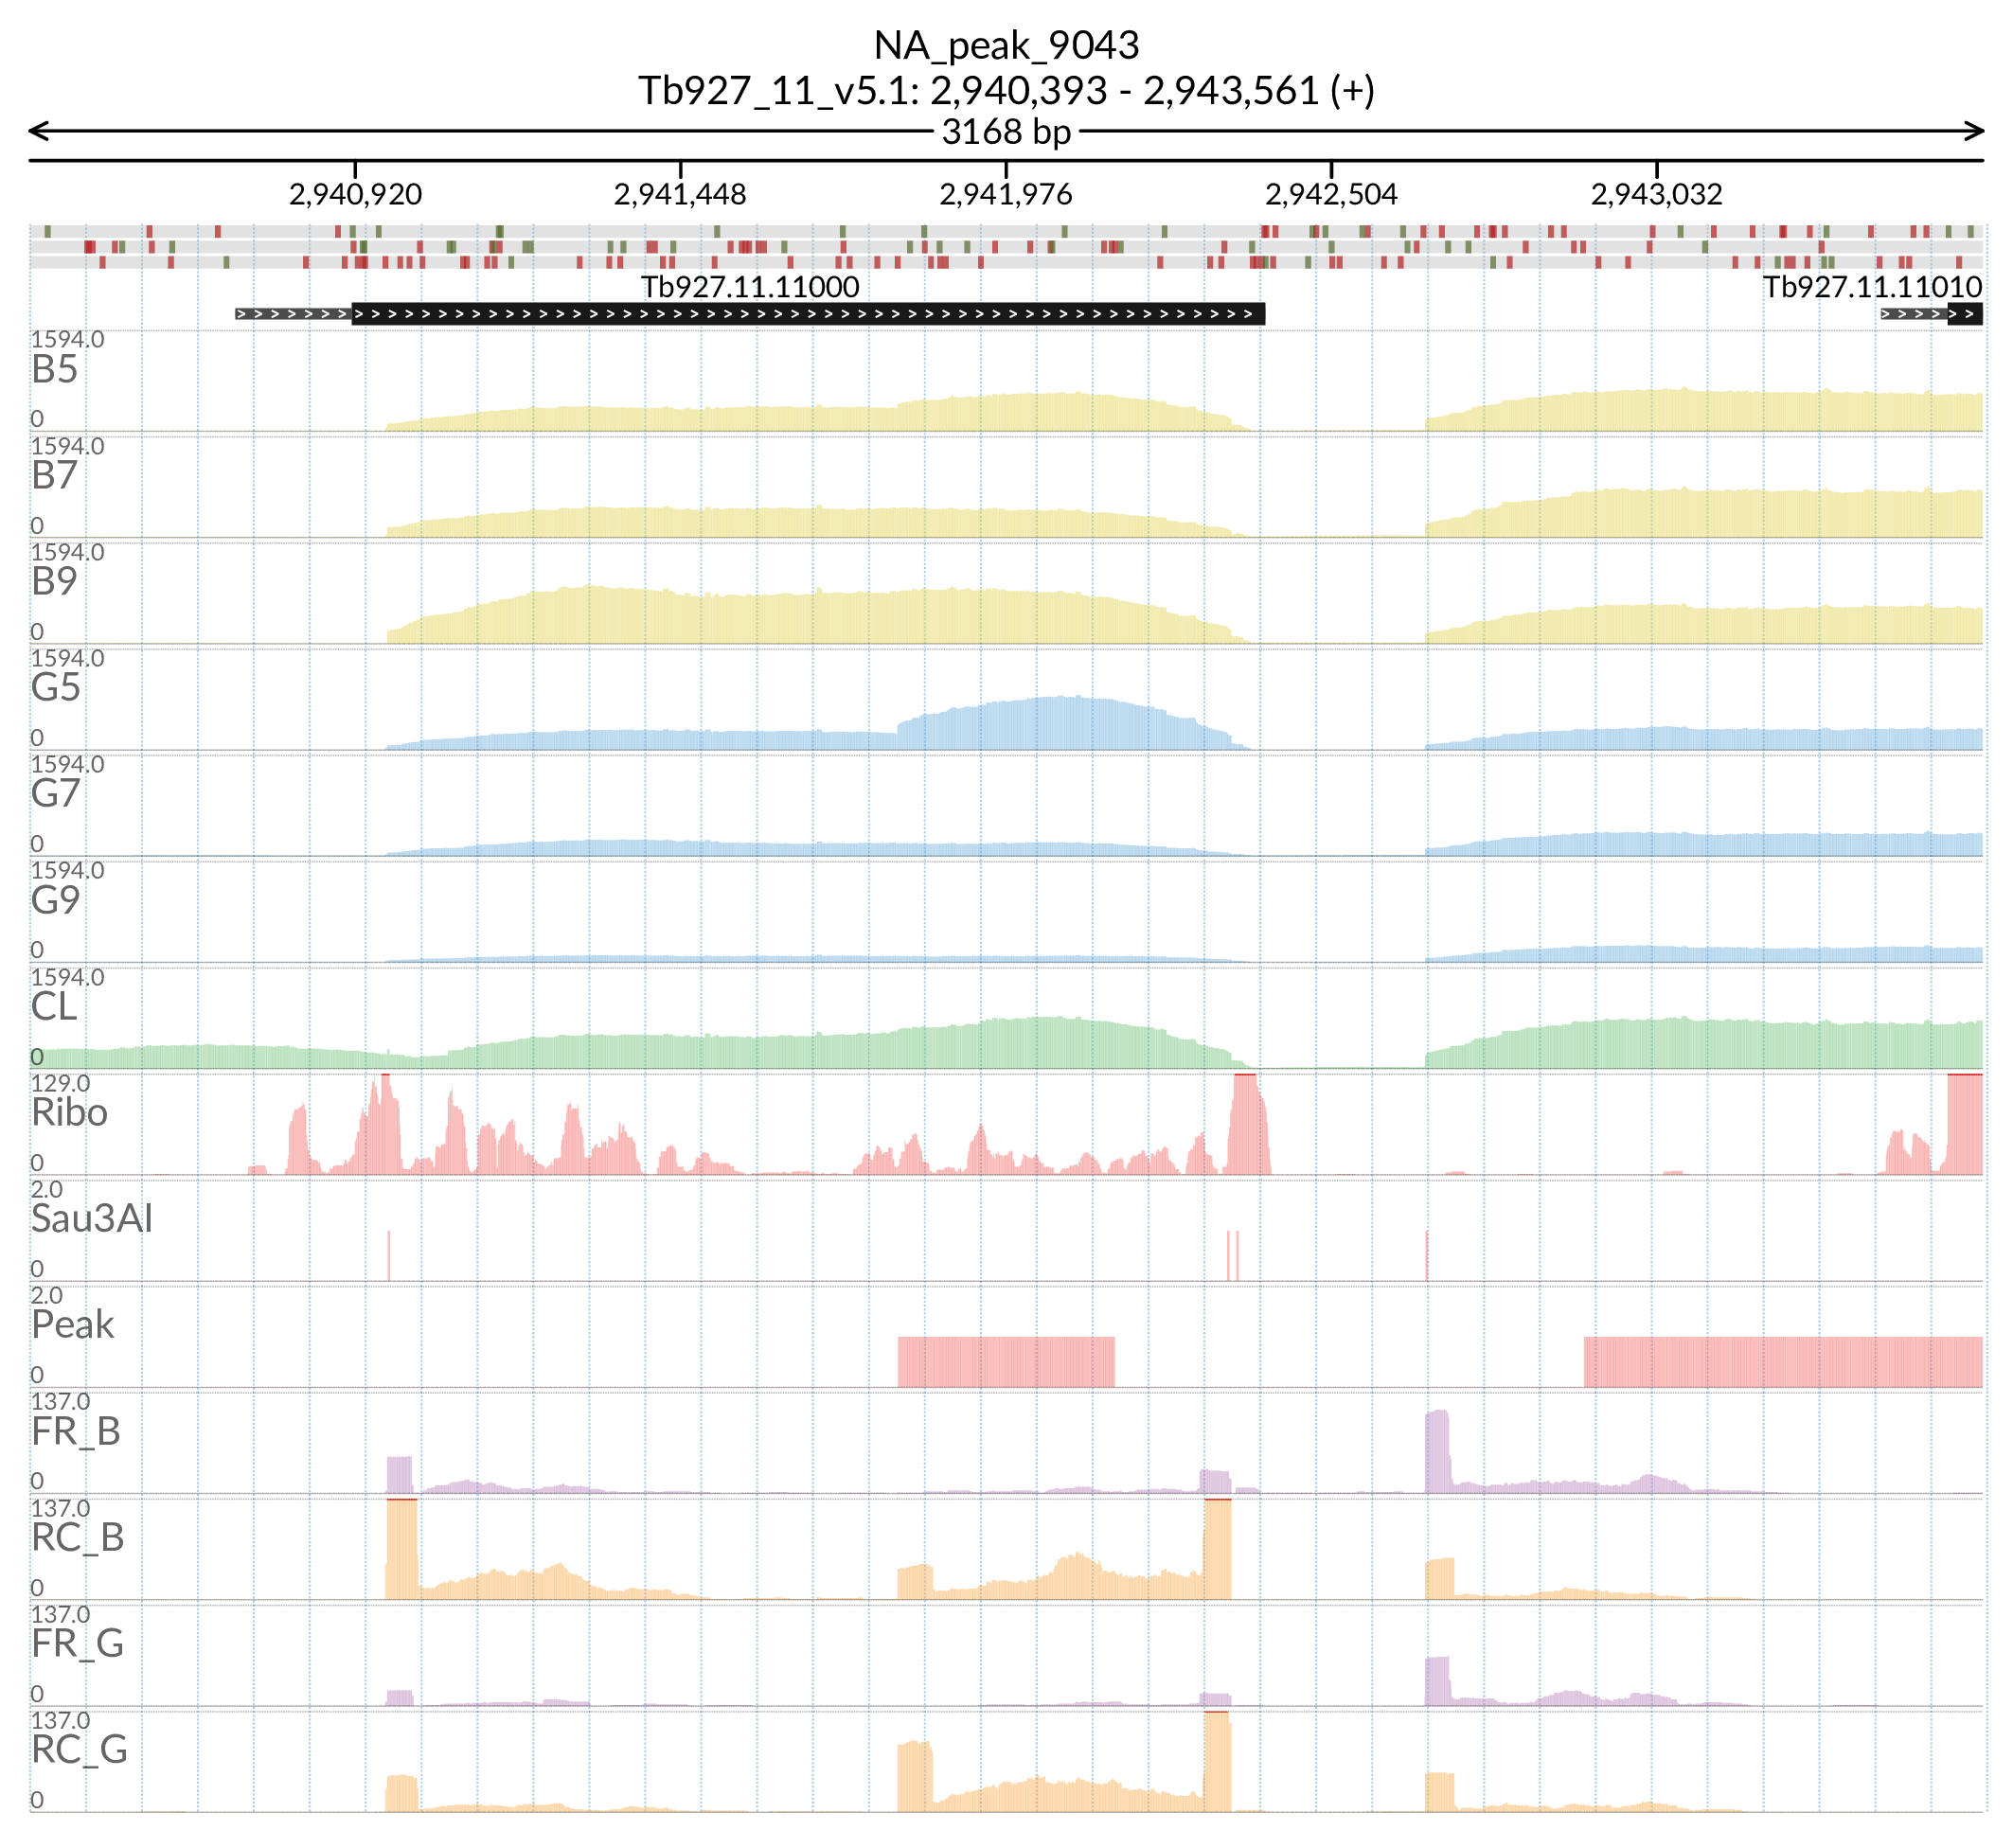 NA_peak_9043
Tb927_11_v5.1: 2,940,393 - 2,943,561 (+)
3168 bp
2,940,920 2,941,448 2,941,976 2,942,504 2,943,032
Tb927.11.11000 Tb927.11.11010
1594.0
B5
0
1594.0
B7
0
1594.0
B9
0
1594.0
G5
0
1594.0
G7
0
1594.0
G9
0
1594.0
CL
0
129.0
Ribo
0
2.0
Sau3AI
0
2.0
Peak
0
137.0
FR_B
0
137.0
RC_B
0
137.0
FR_G
0
137.0
RC_G
0